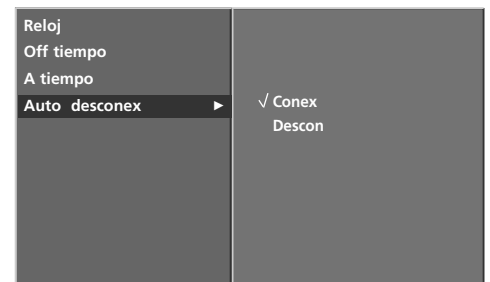 Reloj
Off tiempo
A tiempo
Auto desconex ►
√ Conex
Descon